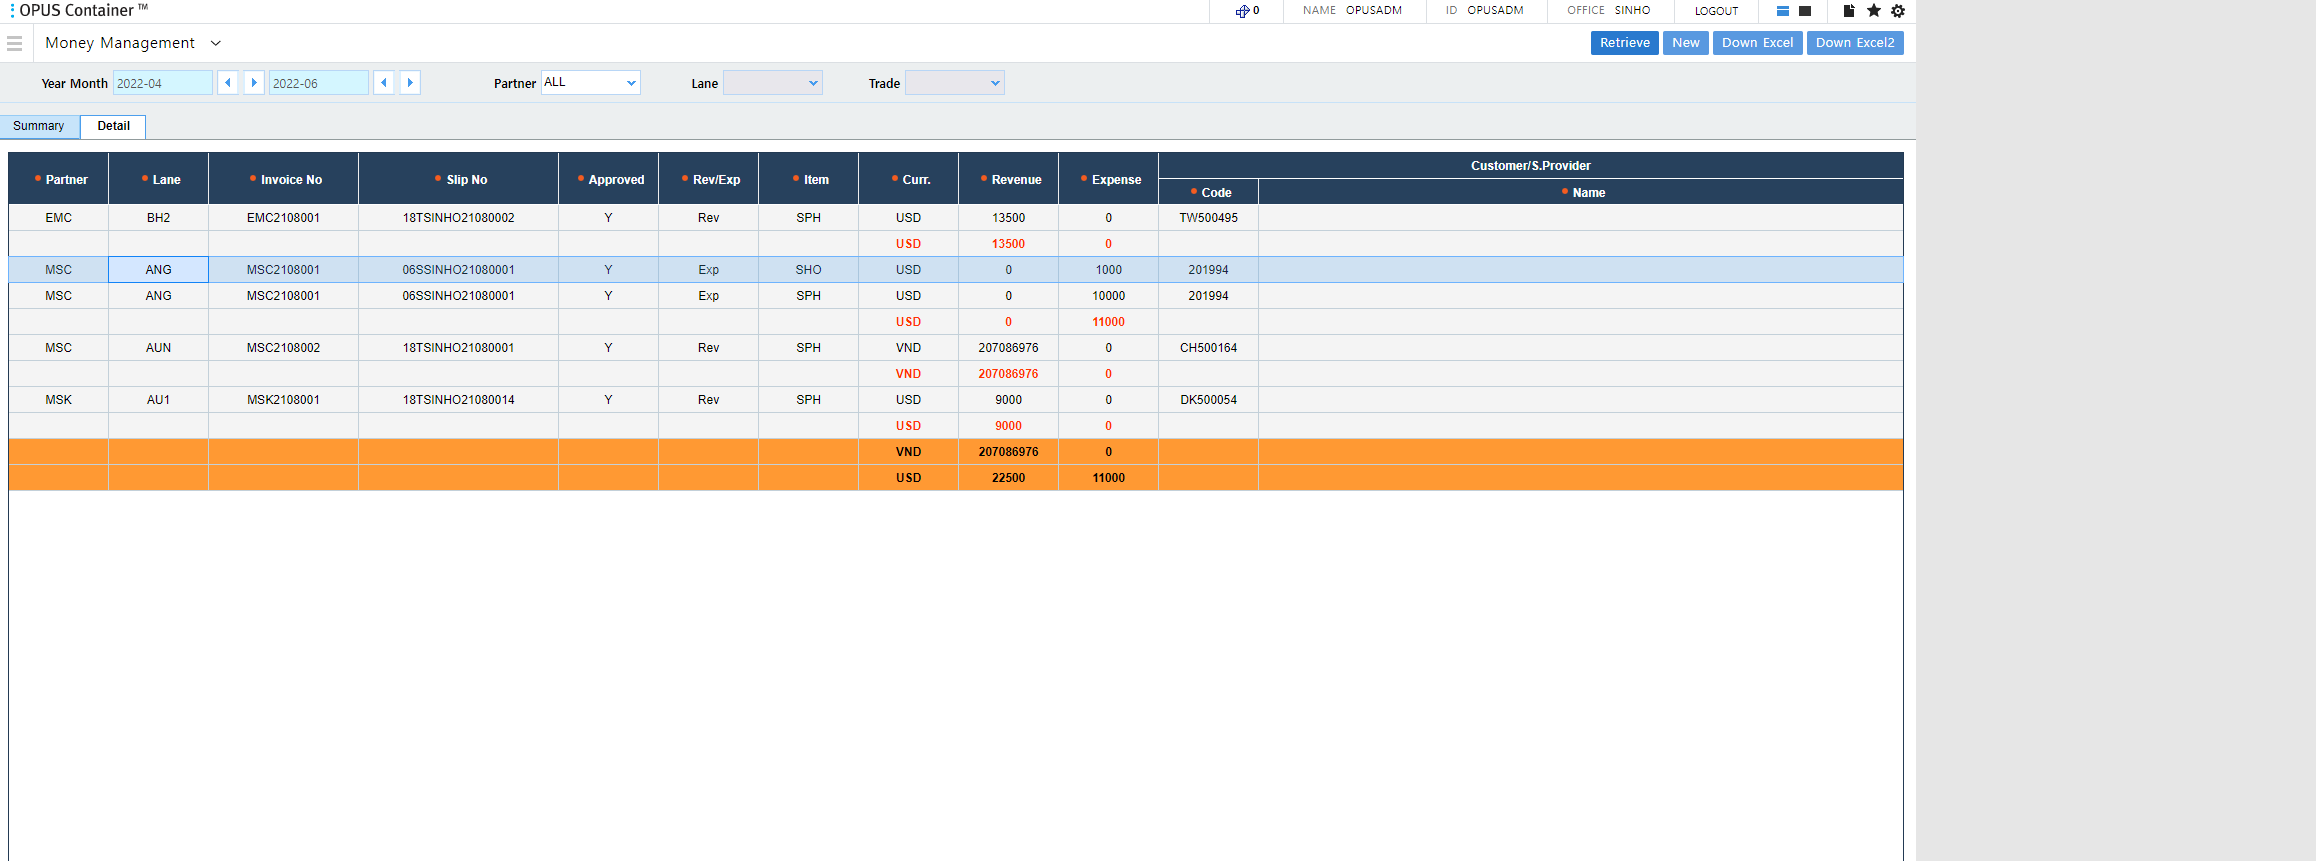 OPUS Container ™
0 NAME OPUSADM ID OPUSADM OFFICE SINHO LOGOUT
Money Management
Retrieve New Down Excel Down Excel2
Year Month 2022-04 2022-06 Partner ALL Lane Trade
Summary Detail
Partner Lane Invoice No Slip No Approved Rev/Exp Item Curr. Revenue Expense Customer/S.Provider
Code Name
EMC BH2 EMC2108001 18TSINHO21080002 Y Rev SPH USD 13500 0 TW500495
USD 13500 0
MSC ANG MSC2108001 06SSINHO21080001 Y Exp SHO USD 0 1000 201994
MSC ANG MSC2108001 06SSINHO21080001 Y Exp SPH USD 0 10000 201994
USD 0 11000
MSC AUN MSC2108002 18TSINHO21080001 Y Rev SPH VND 207086976 0 CH500164
VND 207086976 0
MSK AU1 MSK2108001 18TSINHO21080014 Y Rev SPH USD 9000 0 DK500054
USD 9000 0
VND 207086976 0
USD 22500 11000